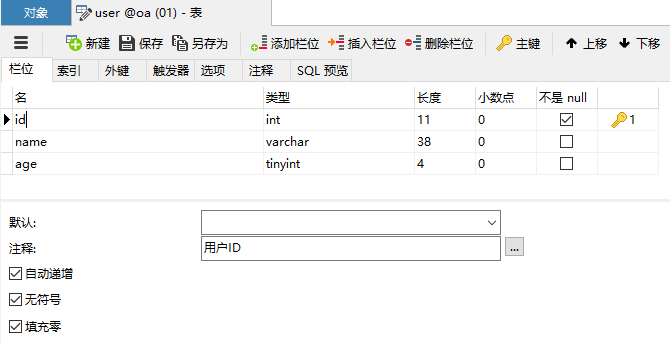 对象 user @oa (01) - 表
新建 保存 另存为 添加栏位 插入栏位 删除栏位 主键 上移 下移
栏位 索引 外键 触发器 选项 注释 SQL 预览
名 类型 长度 小数点 不是 null
id int 11 0 1
name varchar 38 0
age tinyint 4 0
默认:
注释: 用户ID ...
自动递增
无符号
填充零